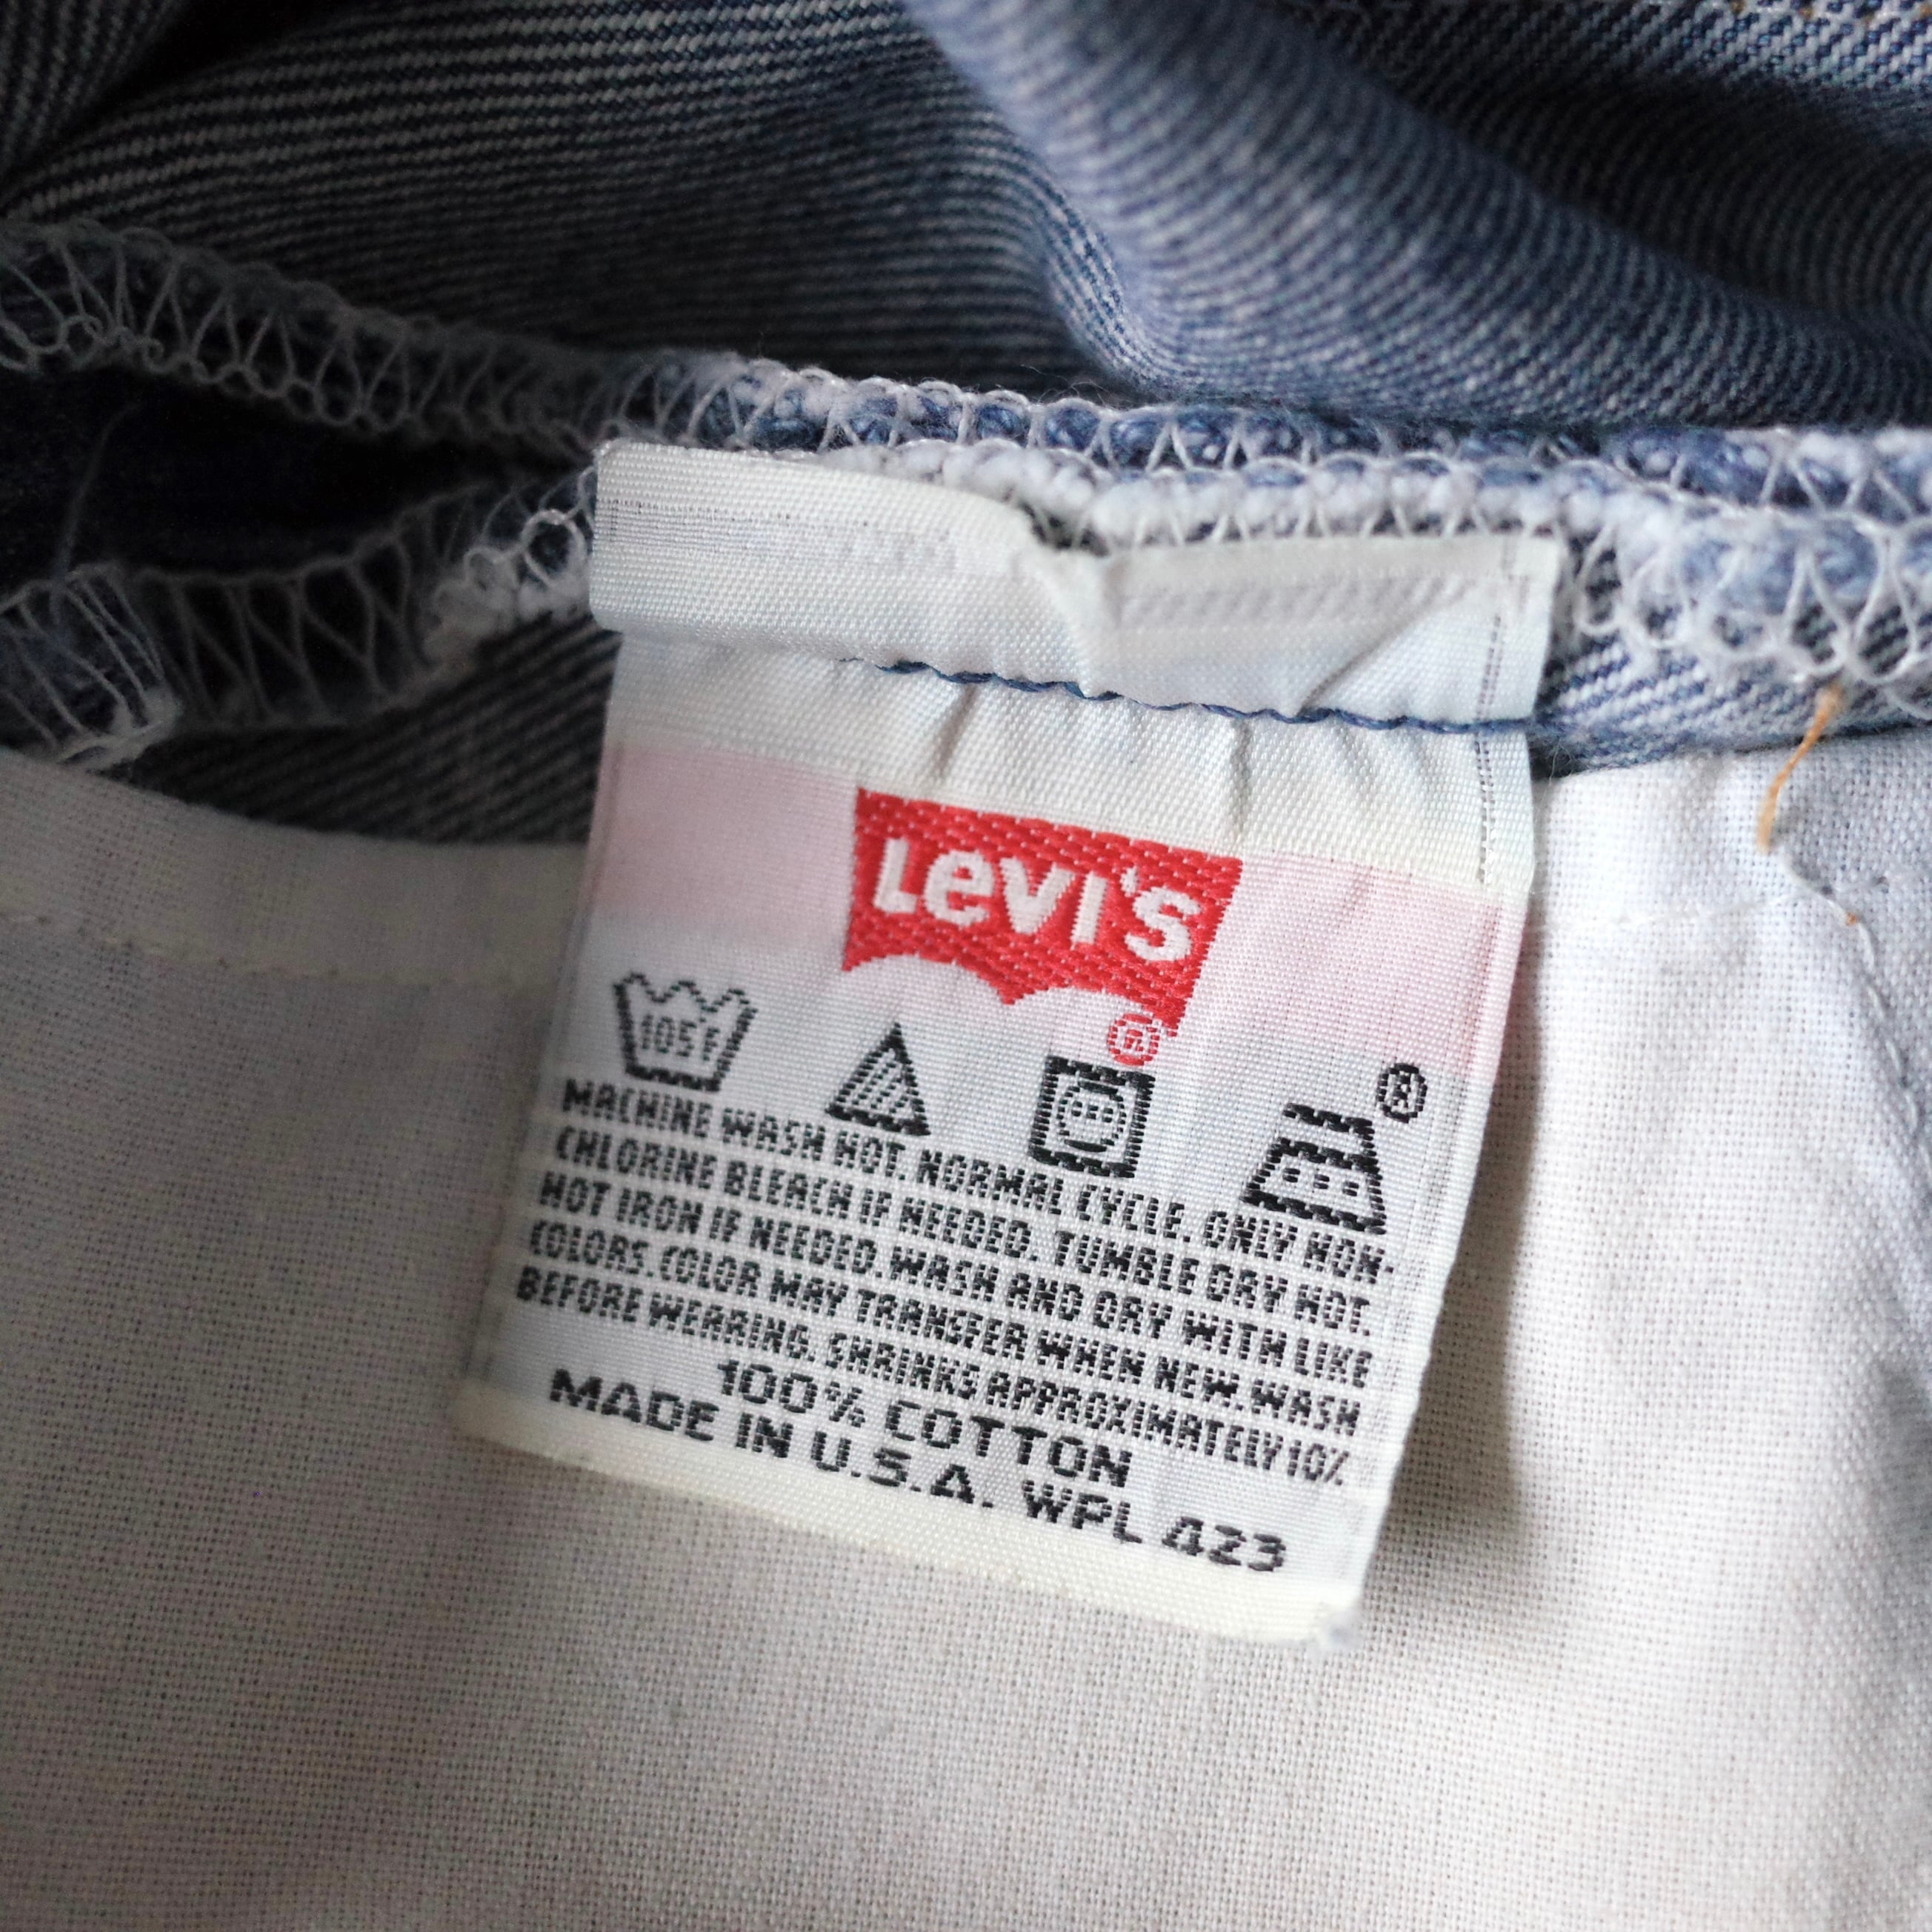 Levi's
®
105°F
®
MACHINE WASH HOT. NORMAL CYCLE. ONLY NON-
CHLORINE BLEACH IF NEEDED. TUMBLE DRY HOT.
HOT IRON IF NEEDED. WASH AND DRY WITH LIKE
COLORS. COLOR MAY TRANSFER WHEN NEW. WASH
BEFORE WEARING. SHRINKS APPROXIMATELY 10%
100% COTTON
MADE IN U.S.A. WPL 423